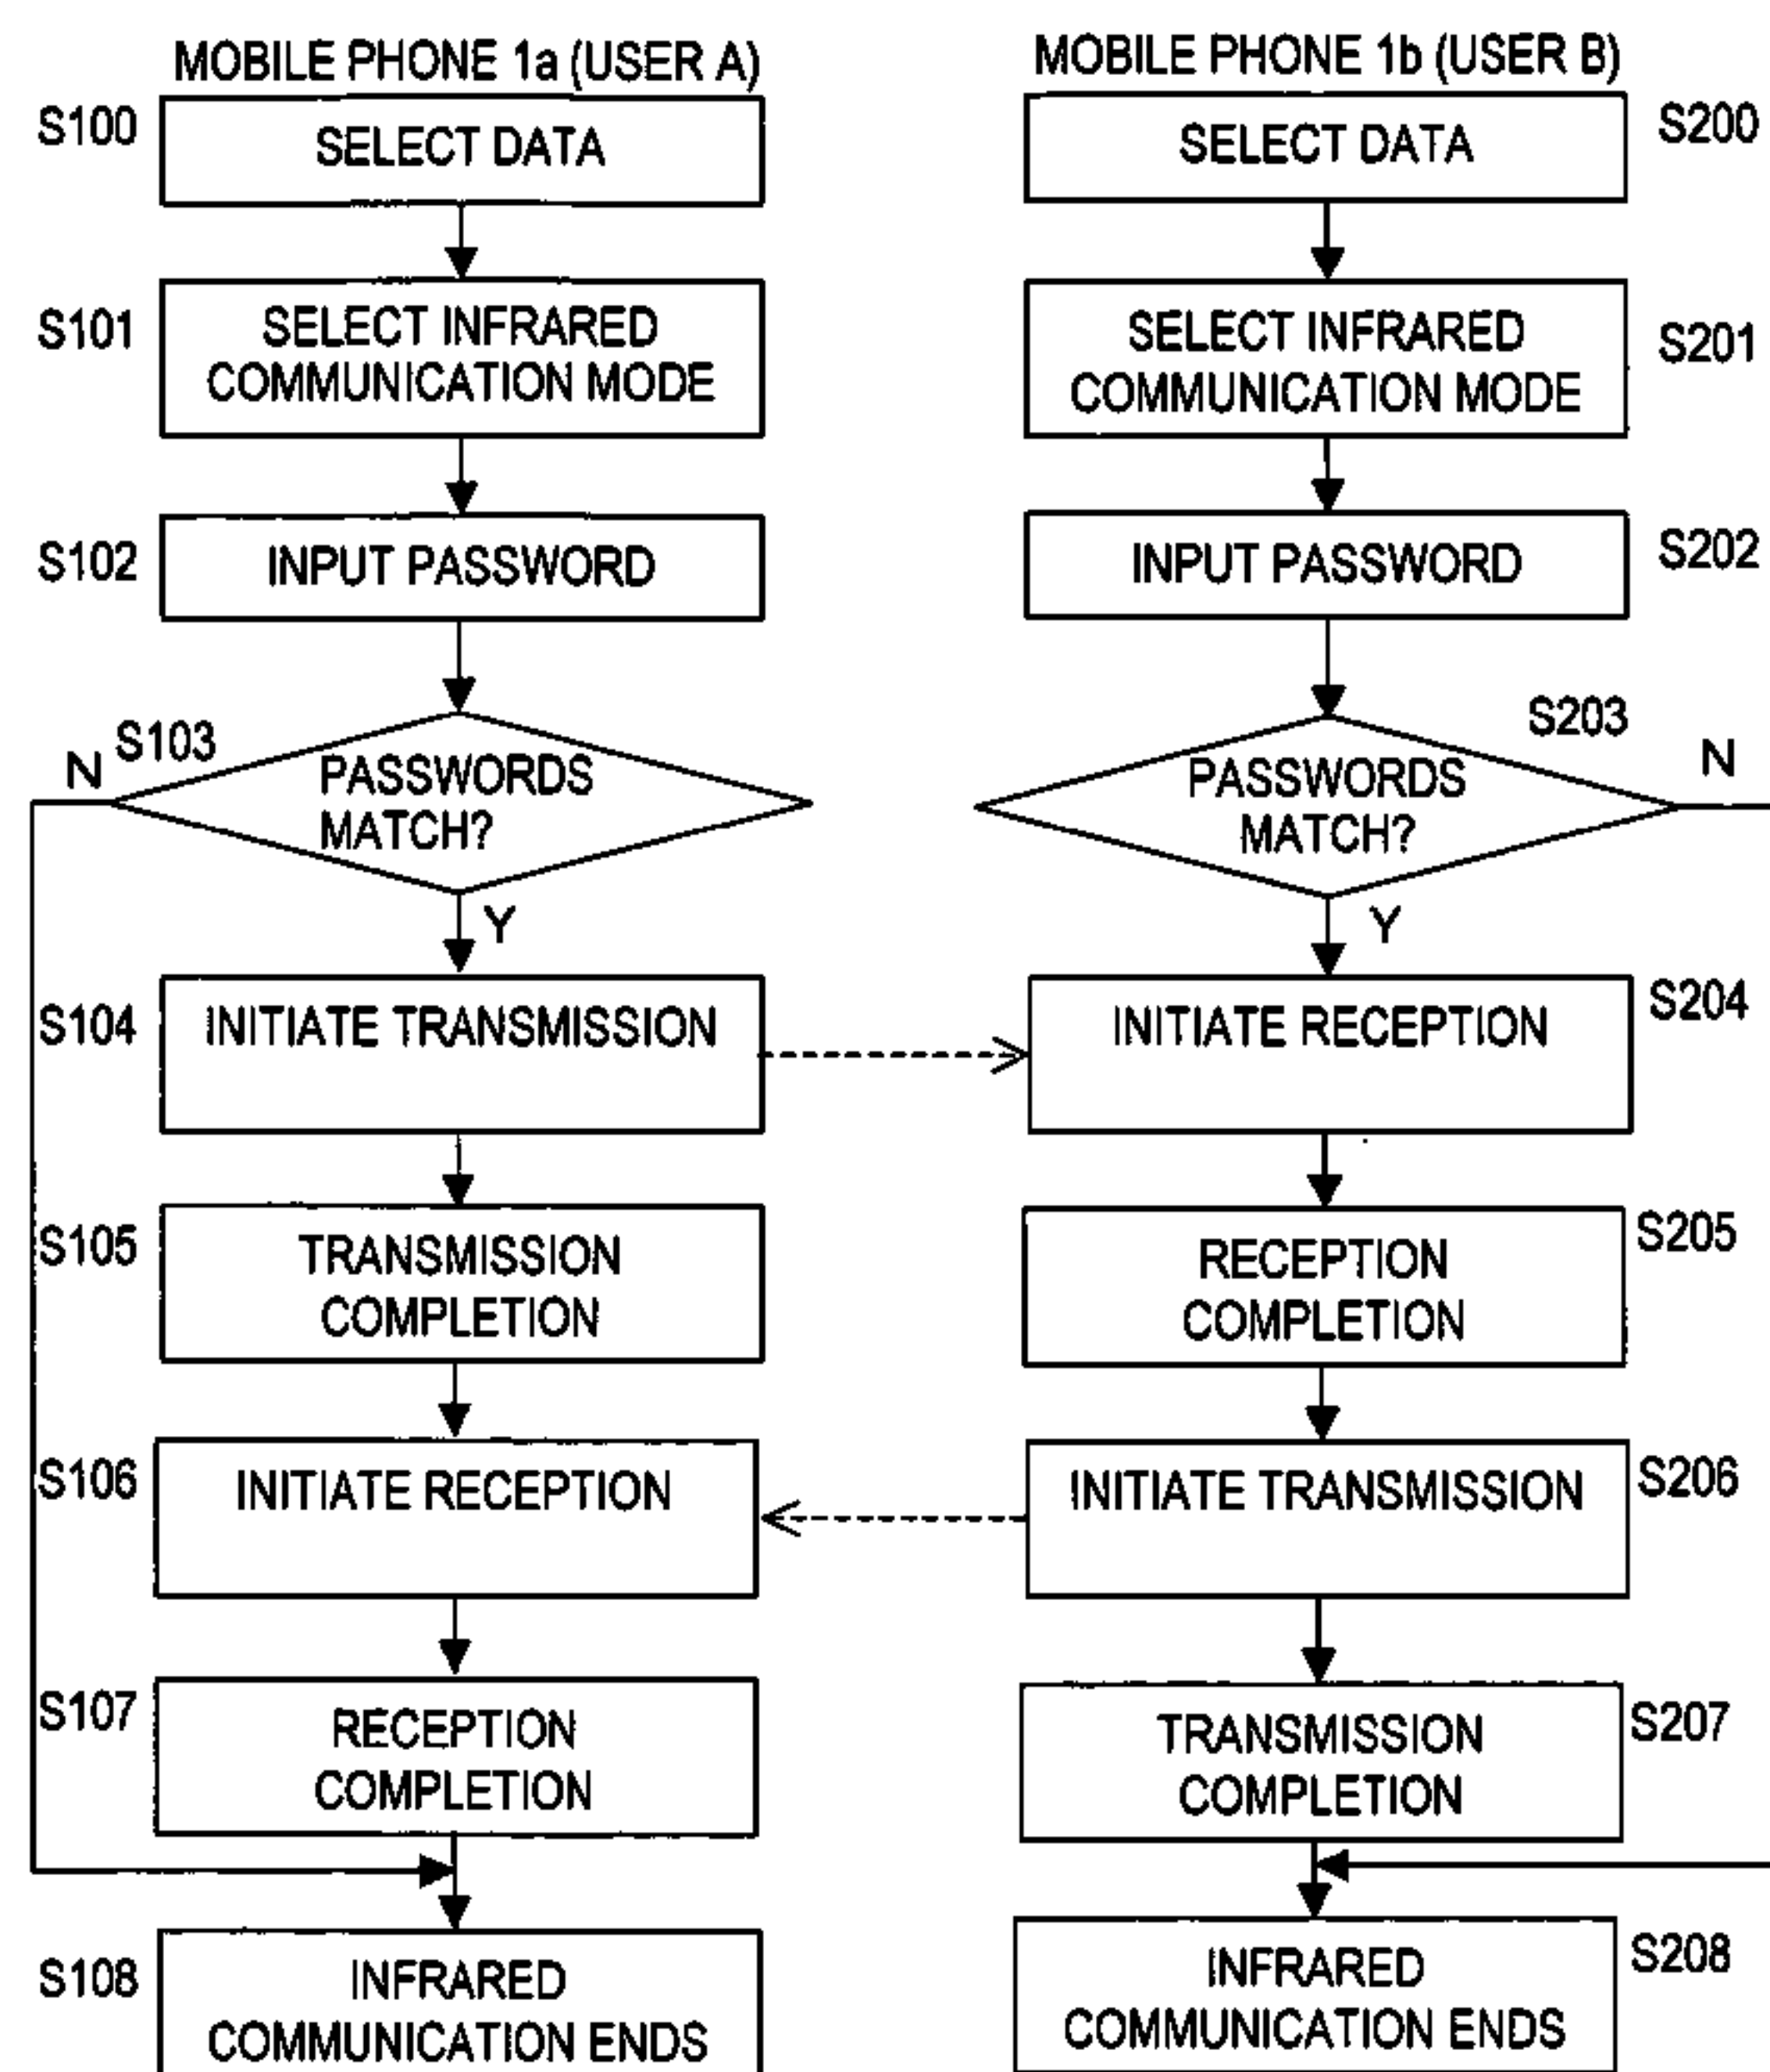 MOBILE PHONE 1a (USER A)
S100
SELECT DATA
S101
SELECT INFRARED
COMMUNICATION MODE
S102
INPUT PASSWORD
N
S103
PASSWORDS
MATCH?
Y
S104
INITIATE TRANSMISSION
S105
TRANSMISSION
COMPLETION
S106
INITIATE RECEPTION
S107
RECEPTION
COMPLETION
S108
INFRARED
COMMUNICATION ENDS
MOBILE PHONE 1b (USER B)
S200
SELECT DATA
S201
SELECT INFRARED
COMMUNICATION MODE
S202
INPUT PASSWORD
S203
N
PASSWORDS
MATCH?
Y
S204
INITIATE RECEPTION
S205
RECEPTION
COMPLETION
S206
INITIATE TRANSMISSION
S207
TRANSMISSION
COMPLETION
S208
INFRARED
COMMUNICATION ENDS